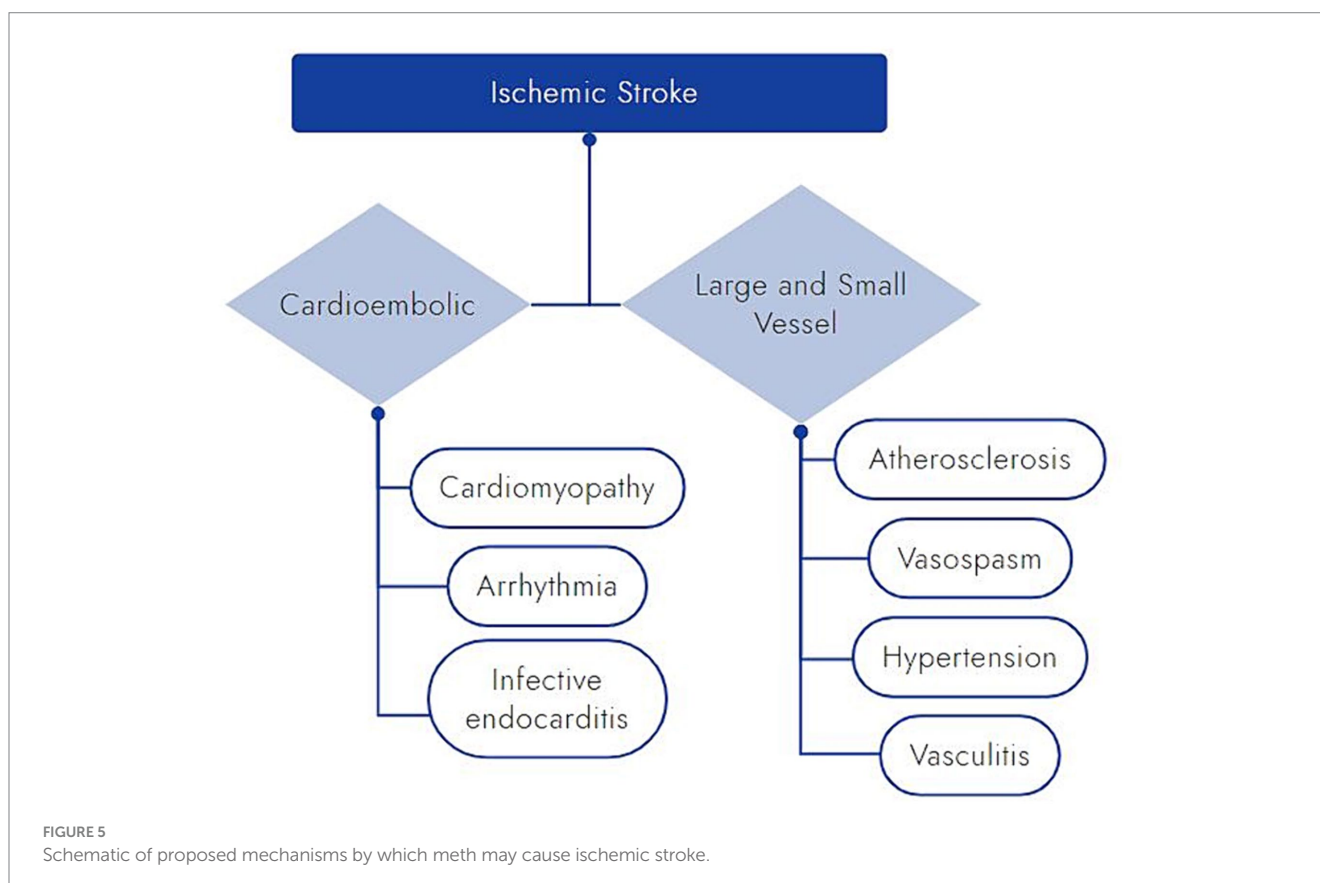 Ischemic Stroke
Cardioembolic
Large and Small
Vessel
Cardiomyopathy
Arrhythmia
Infective
endocarditis
Atherosclerosis
Vasospasm
Hypertension
Vasculitis
FIGURE 5
Schematic of proposed mechanisms by which meth may cause ischemic stroke.